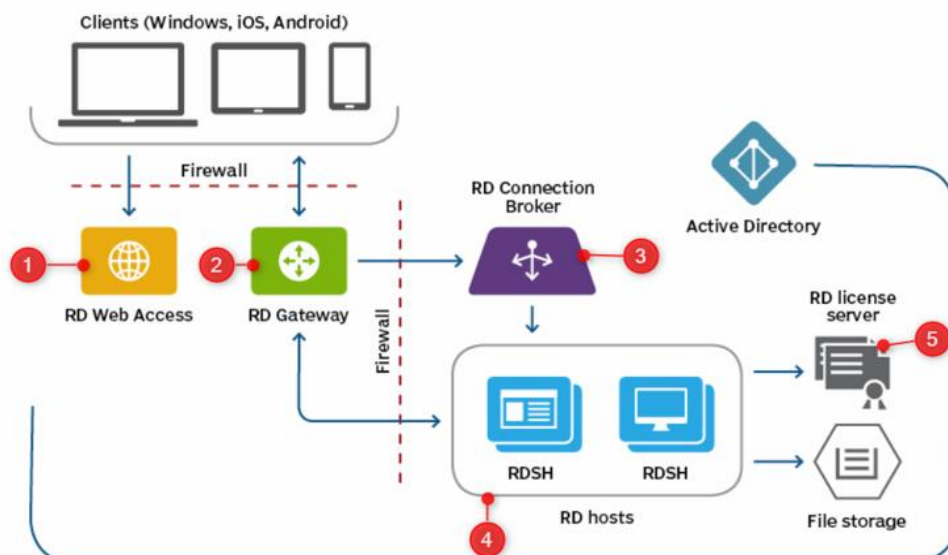 Clients (Windows, iOS, Android)
Firewall
RD Connection
Broker
Active Directory
1
2
3
RD Web Access
RD Gateway
Firewall
RD license
server
5
RDSH
RDSH
4
RD hosts
File storage